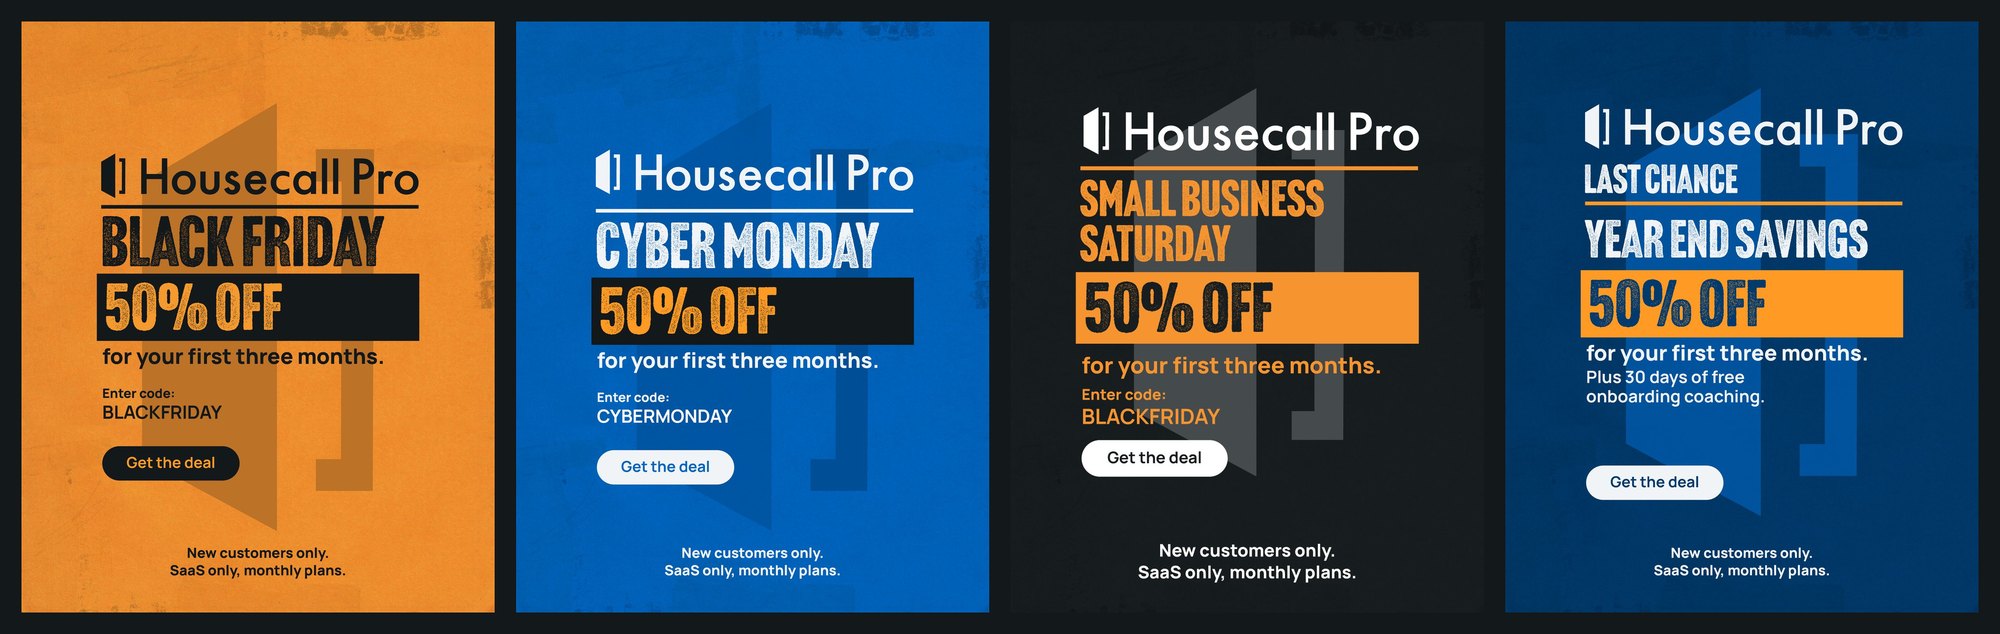 Housecall Pro
BLACK FRIDAY
50% OFF
for your first three months.
Enter code:
BLACKFRIDAY
Get the deal
New customers only.
SaaS only, monthly plans.
Housecall Pro
CYBER MONDAY
50% OFF
for your first three months.
Enter code:
CYBERMONDAY
Get the deal
New customers only.
SaaS only, monthly plans.
Housecall Pro
SMALL BUSINESS
SATURDAY
50% OFF
for your first three months.
Enter code:
BLACKFRIDAY
Get the deal
New customers only.
SaaS only, monthly plans.
Housecall Pro
LAST CHANCE
YEAR END SAVINGS
50% OFF
for your first three months.
Plus 30 days of free
onboarding coaching.
Get the deal
New customers only.
SaaS only, monthly plans.